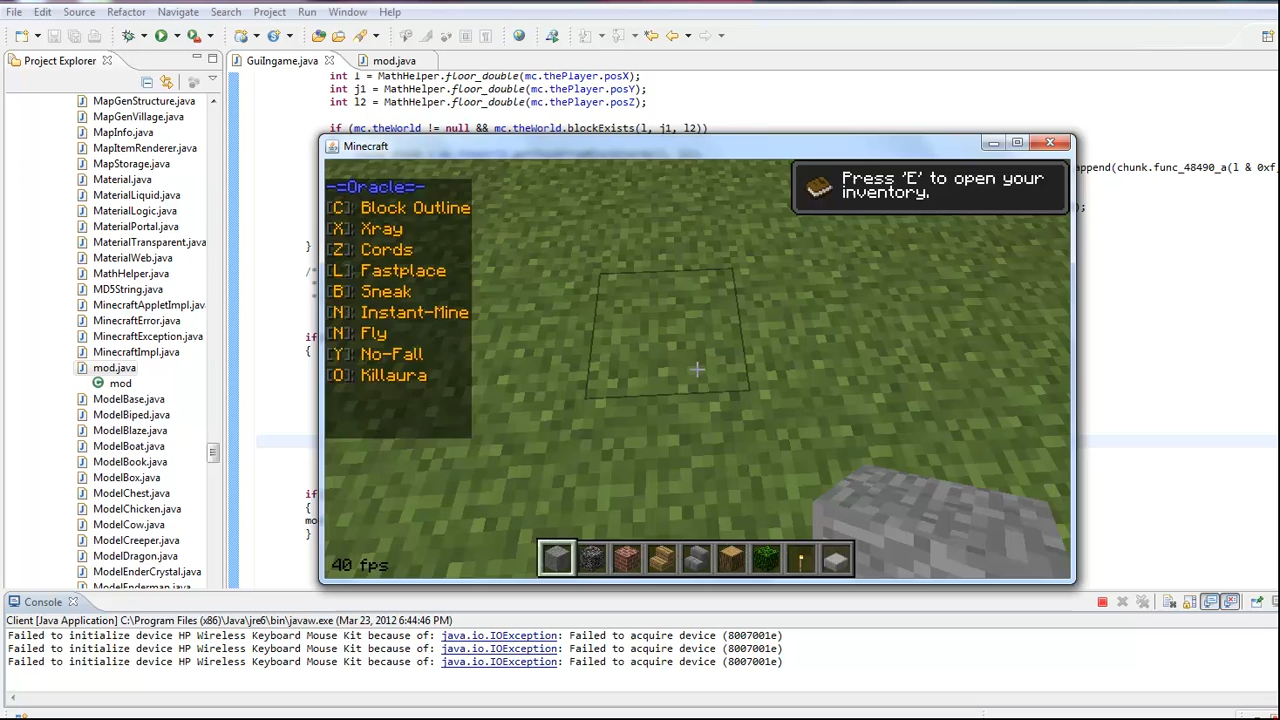 File Edit Source Refactor Navigate Search Project Run Window Help
Project Explorer
GuiIngame.java
mod.java
MapGenStructure.java
MapGenVillage.java
MapInfo.java
MapItemRenderer.java
MapStorage.java
Material.java
MaterialLiquid.java
MaterialLogic.java
MaterialPortal.java
MaterialTransparent.java
MaterialWeb.java
MathHelper.java
MD5String.java
MinecraftAppletImpl.jav
MinecraftError.java
MinecraftException.java
MinecraftImpl.java
mod.java
mod
ModelBase.java
ModelBiped.java
ModelBlaze.java
ModelBoat.java
ModelBook.java
ModelBox.java
ModelChest.java
ModelChicken.java
ModelCow.java
ModelCreeper.java
ModelDragon.java
ModelEnderCrystal.java
ModelEnderman.java
int l = MathHelper.floor_double(mc.thePlayer.posX);
int j1 = MathHelper.floor_double(mc.thePlayer.posY);
int l2 = MathHelper.floor_double(mc.thePlayer.posZ);
if (mc.theWorld != null && mc.theWorld.blockExists(l, j1, l2))
append(chunk.func_48490_a(l & 0xf,
);
}
/*
*
*
if
{
if
{
mo
}
Minecraft
-=Oracle=-
[C]: Block Outline
[X]: Xray
[Z]: Cords
[L]: Fastplace
[B]: Sneak
[N]: Instant-Mine
[N]: Fly
[Y]: No-Fall
[O]: Killaura
Press 'E' to open your
inventory.
40 fps
Console
Client [Java Application] C:\Program Files (x86)\Java\jre6\bin\javaw.exe (Mar 23, 2012 6:44:46 PM)
Failed to initialize device HP Wireless Keyboard Mouse Kit because of: java.io.IOException: Failed to acquire device (8007001e)
Failed to initialize device HP Wireless Keyboard Mouse Kit because of: java.io.IOException: Failed to acquire device (8007001e)
Failed to initialize device HP Wireless Keyboard Mouse Kit because of: java.io.IOException: Failed to acquire device (8007001e)